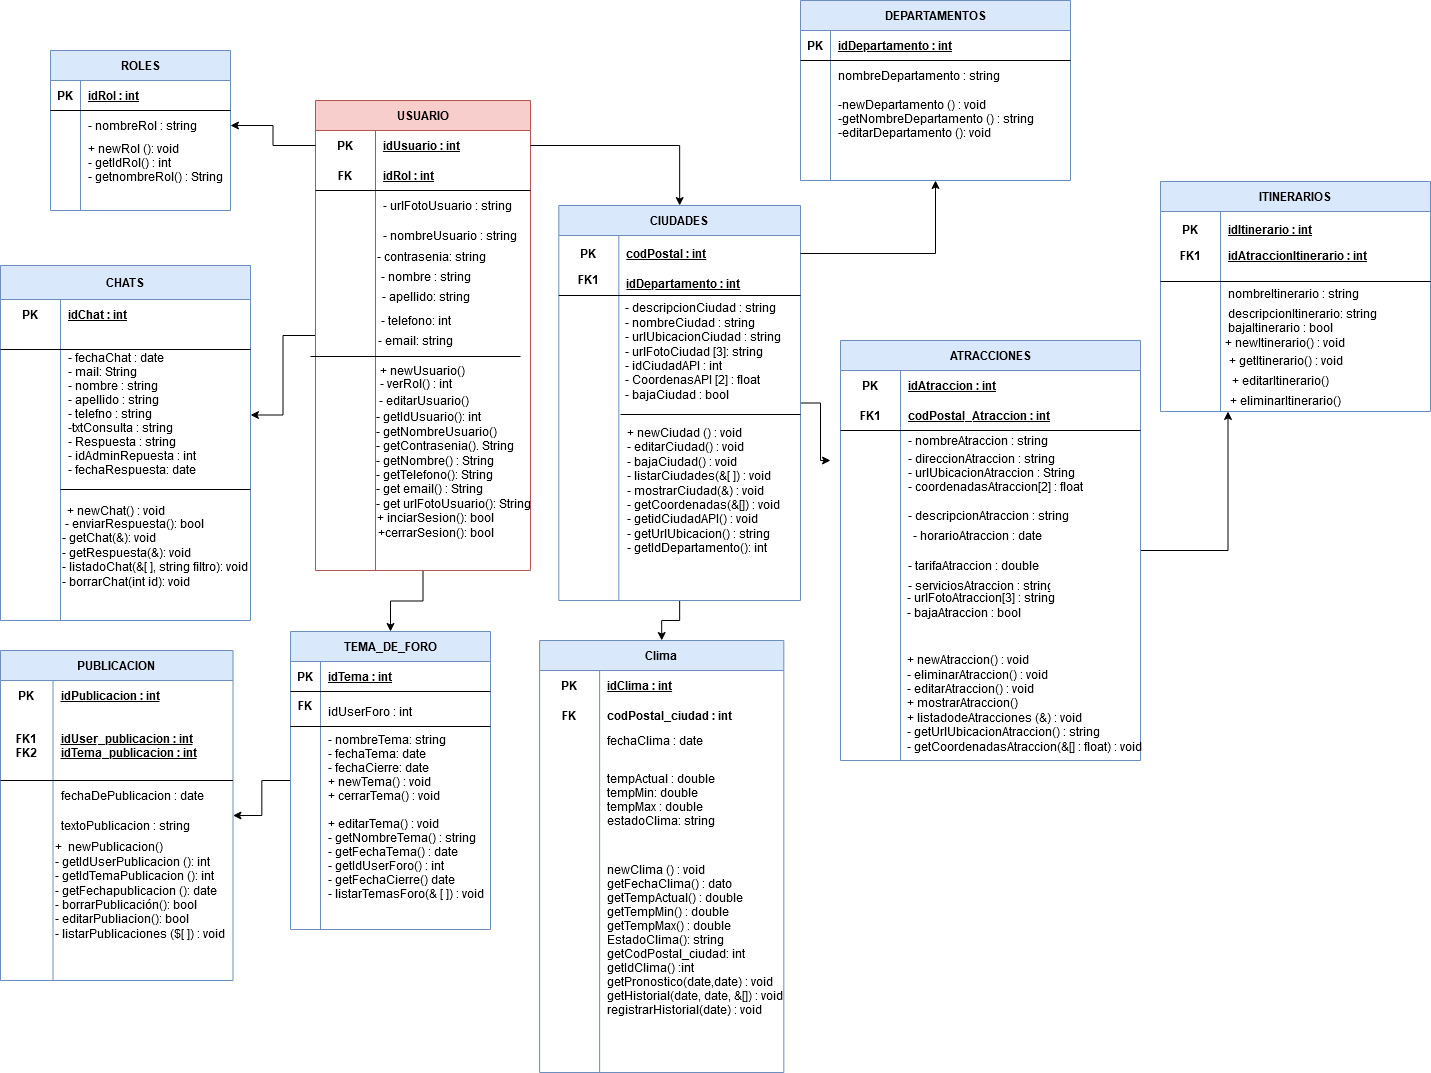 DEPARTAMENTOS
PK idDepartamento : int
nombreDepartamento : string
-newDepartamento () : void
-getNombreDepartamento () : string
-editarDepartamento (): void
ROLES
PK idRol : int
- nombreRol : string
+ newRol (): void
- getIdRol() : int
- getnombreRol() : String
USUARIO
PK idUsuario : int
FK idRol : int
- urlFotoUsuario : string
- nombreUsuario : string
- contrasenia: string
- nombre : string
- apellido: string
- telefono: int
- email: string
+ newUsuario()
- verRol() : int
- editarUsuario()
- getIdUsuario(): int
- getNombreUsuario()
- getContrasenia(). String
- getNombre() : String
- getTelefono(): String
- get email() : String
- get urlFotoUsuario(): String
+ inciarSesion(): bool
+cerrarSesion(): bool
CIUDADES
PK codPostal : int
FK1 idDepartamento : int
- descripcionCiudad : string
- nombreCiudad : string
- urlUbicacionCiudad : string
- urlFotoCiudad [3]: string
- idCiudadAPI : int
- CoordenasAPI [2] : float
- bajaCiudad : bool
+ newCiudad () : void
- editarCiudad() : void
- bajaCiudad() : void
- listarCiudades(&[ ]) : void
- mostrarCiudad(&) : void
- getCoordenadas(&[]) : void
- getidCiudadAPI() : void
- getUrlUbicacion() : string
- getIdDepartamento(): int
ITINERARIOS
PK idItinerario : int
FK1 idAtraccionItinerario : int
nombreItinerario : string
descripcionItinerario: string
bajaItinerario : bool
+ newItinerario() : void
+ getItinerario() : void
+ editarItinerario()
+ eliminarItinerario()
CHATS
PK idChat : int
- fechaChat : date
- mail: String
- nombre : string
- apellido : string
- telefno : string
-txtConsulta : string
- Respuesta : string
- idAdminRepuesta : int
- fechaRespuesta: date
+ newChat() : void
- enviarRespuesta(): bool
- getChat(&): void
- getRespuesta(&): void
- listadoChat(&[ ], string filtro): void
- borrarChat(int id): void
ATRACCIONES
PK idAtraccion : int
FK1 codPostal_Atraccion : int
- nombreAtraccion : string
- direccionAtraccion : string
- urlUbicacionAtraccion : String
- coordenadasAtraccion[2] : float
- descripcionAtraccion : string
- horarioAtraccion : date
- tarifaAtraccion : double
- serviciosAtraccion : string
- urlFotoAtraccion[3] : string
- bajaAtraccion : bool
+ newAtraccion() : void
- eliminarAtraccion() : void
- editarAtraccion() : void
+ mostrarAtraccion()
+ listadodeAtracciones (&) : void
- getUrlUbicacionAtraccion() : string
- getCoordenadasAtraccion(&[] : float) : void
TEMA_DE_FORO
PK idTema : int
FK idUserForo : int
- nombreTema: string
- fechaTema: date
- fechaCierre: date
+ newTema() : void
+ cerrarTema() : void
+ editarTema() : void
- getNombreTema() : string
- getFechaTema() : date
- getIdUserForo() : int
- getFechaCierre() date
- listarTemasForo(& [ ]) : void
PUBLICACION
PK idPublicacion : int
FK1 idUser_publicacion : int
FK2 idTema_publicacion : int
fechaDePublicacion : date
textoPublicacion : string
+ newPublicacion()
- getIdUserPublicacion (): int
- getIdTemaPublicacion (): int
- getFechapublicacion (): date
- borrarPublicación(): bool
- editarPubliacion(): bool
- listarPublicaciones ($[ ]) : void
Clima
PK idClima : int
FK codPostal_ciudad : int
fechaClima : date
tempActual : double
tempMin: double
tempMax : double
estadoClima: string
newClima () : void
getFechaClima() : dato
getTempActual() : double
getTempMin() : double
getTempMax() : double
EstadoClima(): string
getCodPostal_ciudad: int
getIdClima() :int
getPronostico(date,date) : void
getHistorial(date, date, &[]) : void
registrarHistorial(date) : void